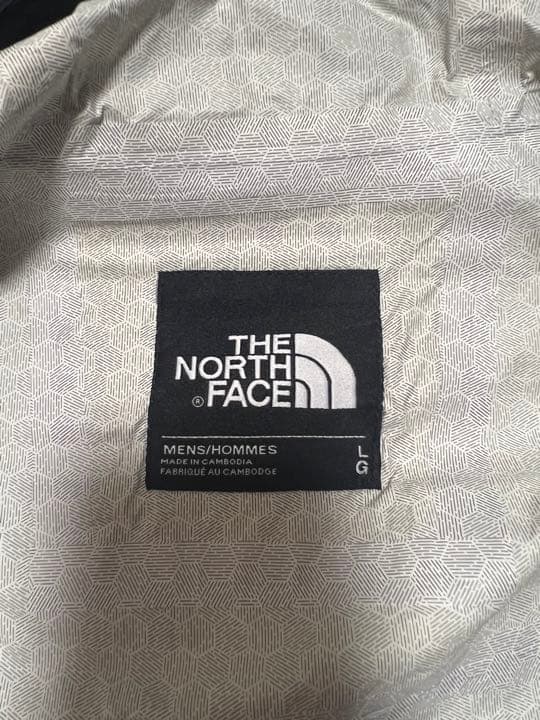 THE
NORTH
FACE
®
MENS/HOMMES L
MADE IN CAMBODIA G
FABRIQUÉ AU CAMBODGE